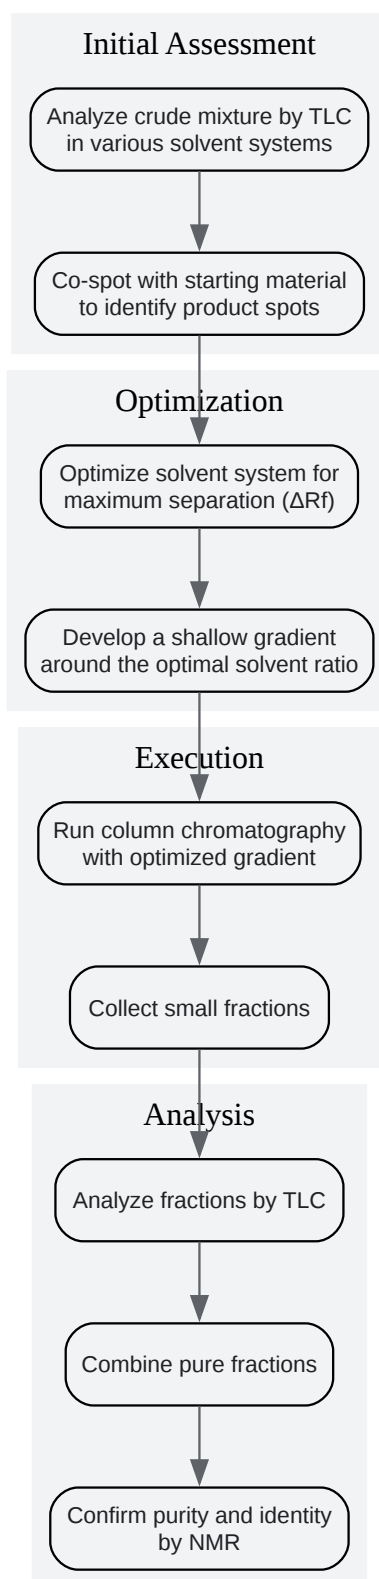 Initial Assessment
Analyze crude mixture by TLC
in various solvent systems
Co-spot with starting material
to identify product spots
Optimization
Optimize solvent system for
maximum separation (ΔRf)
Develop a shallow gradient
around the optimal solvent ratio
Execution
Run column chromatography
with optimized gradient
Collect small fractions
Analysis
Analyze fractions by TLC
Combine pure fractions
Confirm purity and identity
by NMR